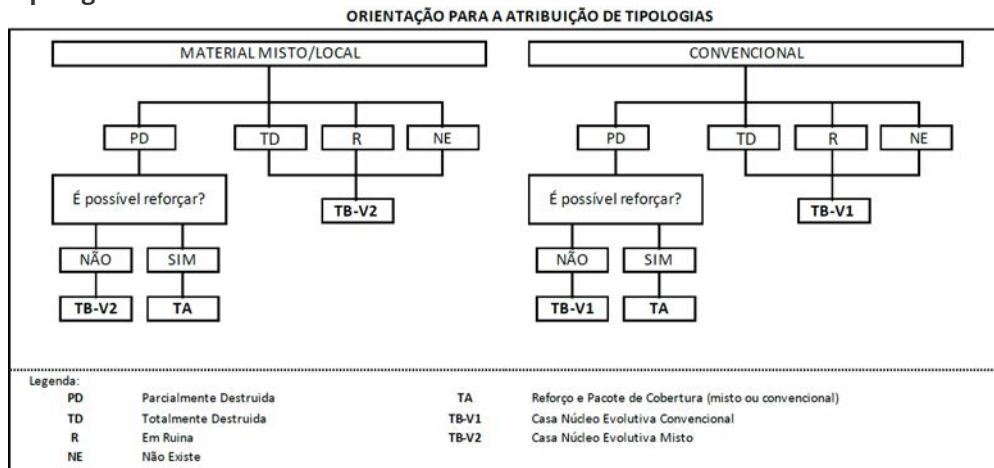 ORIENTAÇÃO PARA A ATRIBUIÇÃO DE TIPOLOGIAS
MATERIAL MISTO/LOCAL
CONVENCIONAL
PD TD R NE
PD TD R NE
É possível reforçar?
TB-V2
É possível reforçar?
TB-V1
NÃO SIM
NÃO SIM
TB-V2 TA
TB-V1 TA
Legenda:
PD Parcialmente Destruida
TA Reforço e Pacote de Cobertura (misto ou convencional)
TD Totalmente Destruida
TB-V1 Casa Núcleo Evolutiva Convencional
R Em Ruina
TB-V2 Casa Núcleo Evolutiva Misto
NE Não Existe